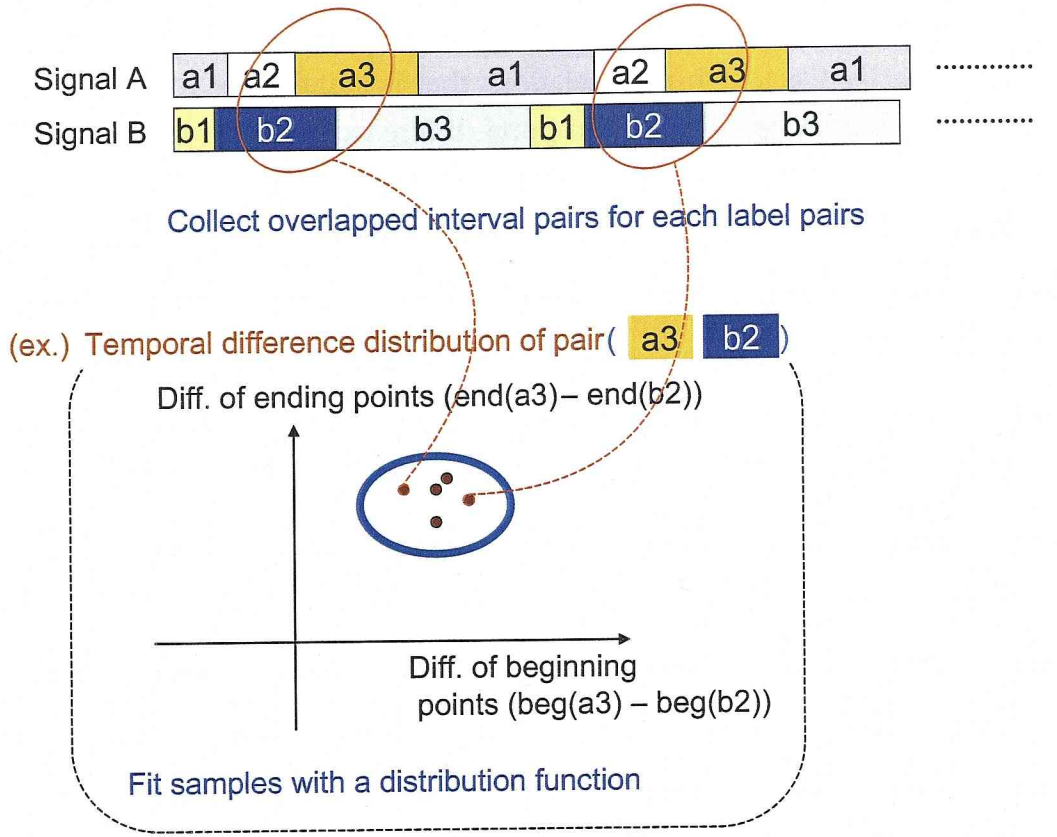 Signal A a1 a2 a3 a1 a2 a3 a1 ..............
Signal B b1 b2 b3 b1 b2 b3 ..............
Collect overlapped interval pairs for each label pairs
(ex.) Temporal difference distribution of pair( a3 b2 )
Diff. of ending points (end(a3)– end(b2))
Diff. of beginning
points (beg(a3) – beg(b2))
Fit samples with a distribution function